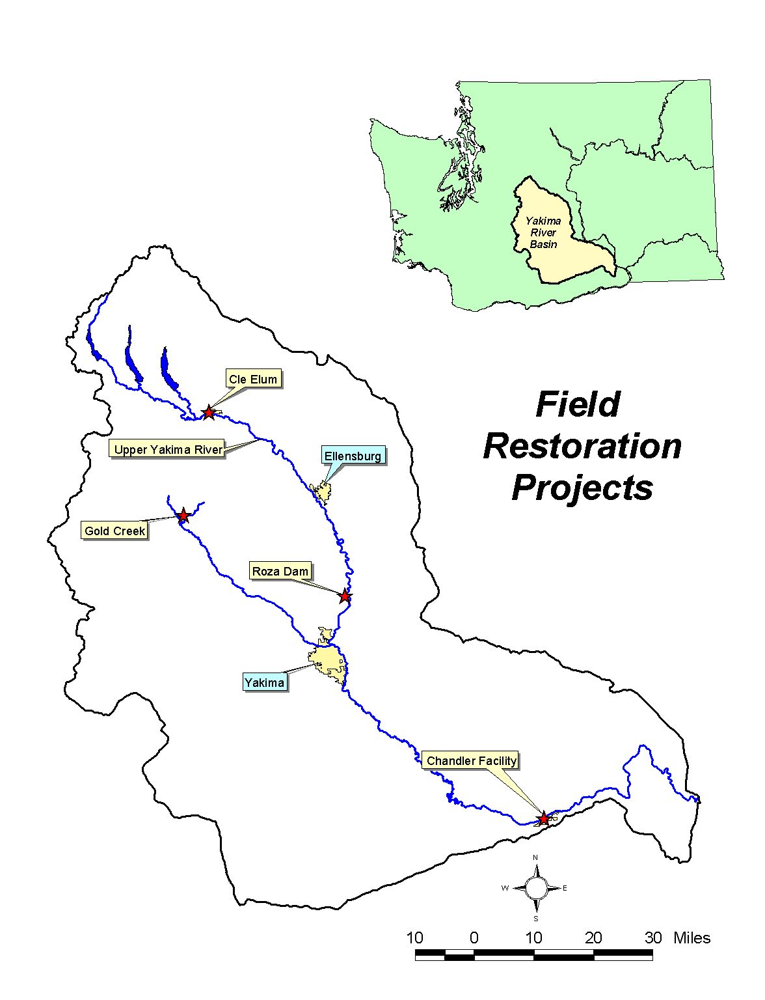 Yakima
River
Basin
Cle Elum
Field
Restoration
Projects
Upper Yakima River
Ellensburg
Gold Creek
Roza Dam
Yakima
Chandler Facility
N
W
E
S
10 0 10 20 30 Miles